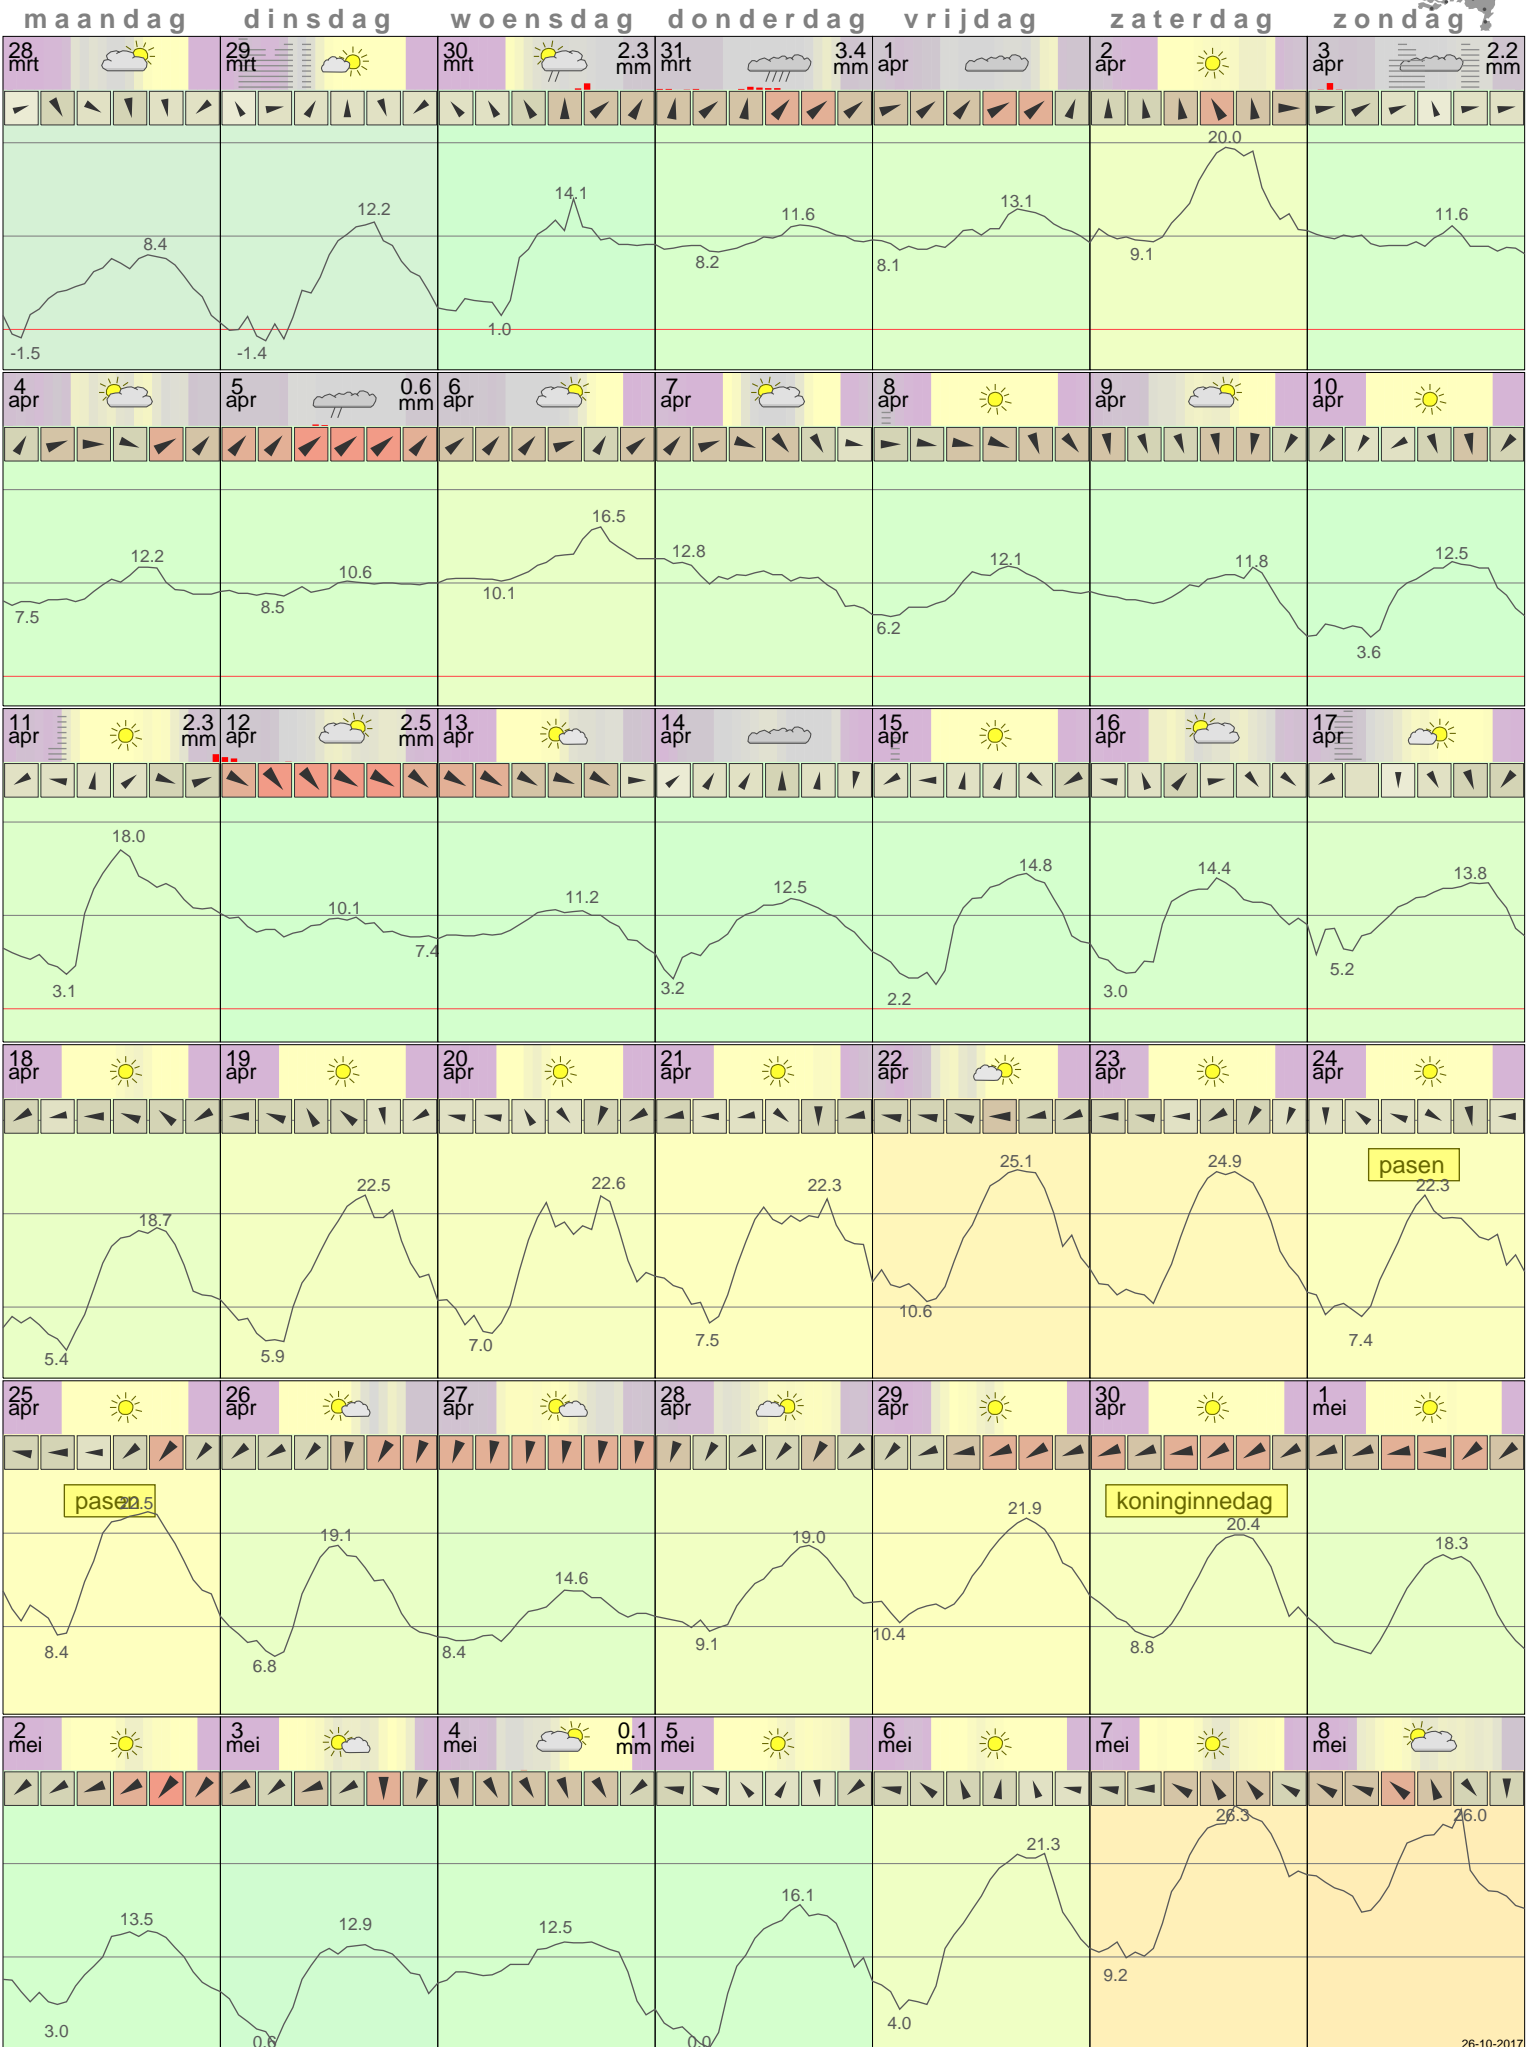 maandag dinsdag woensdag donderdag vrijdag zaterdag zondag
28 29 30 2.3 31 3.4 1 2 3 2.2
mrt mrt mrt mm mrt mm apr apr apr mm
20.0
14.1
12.2 13.1
8.4 11.6 11.6
8.2 8.1 9.1
1.0
-1.5 -1.4
4 5 0.6 6 7 8 9 10
apr apr mm apr apr apr apr apr
16.5
12.2 10.6 12.8 12.1 11.8 12.5
7.5 8.5 10.1 6.2 3.6
11 2.3 12 2.5 13 14 15 16 17
apr mm apr mm apr apr apr apr apr
18.0 10.1 11.2 12.5 14.8 14.4 13.8
3.1 7.4 3.2 2.2 3.0 5.2
18 19 20 21 22 23 24
apr apr apr apr apr apr apr
pasen
18.7 22.5 22.6 22.3 25.1 24.9 22.3
5.4 5.9 7.0 7.5 10.6 7.4
25 26 27 28 29 30 1
apr apr apr apr apr apr mei
pasen koninginnedag
22.5 19.1 14.6 19.0 21.9 20.4 18.3
8.4 6.8 8.4 9.1 10.4 8.8
2 3 4 0.1 5 6 7 8
mei mei mei mm mei mei mei mei
13.5 12.9 12.5 16.1 21.3 26.3 26.0
3.0 0.6 0.0 4.0 9.2
26-10-2017